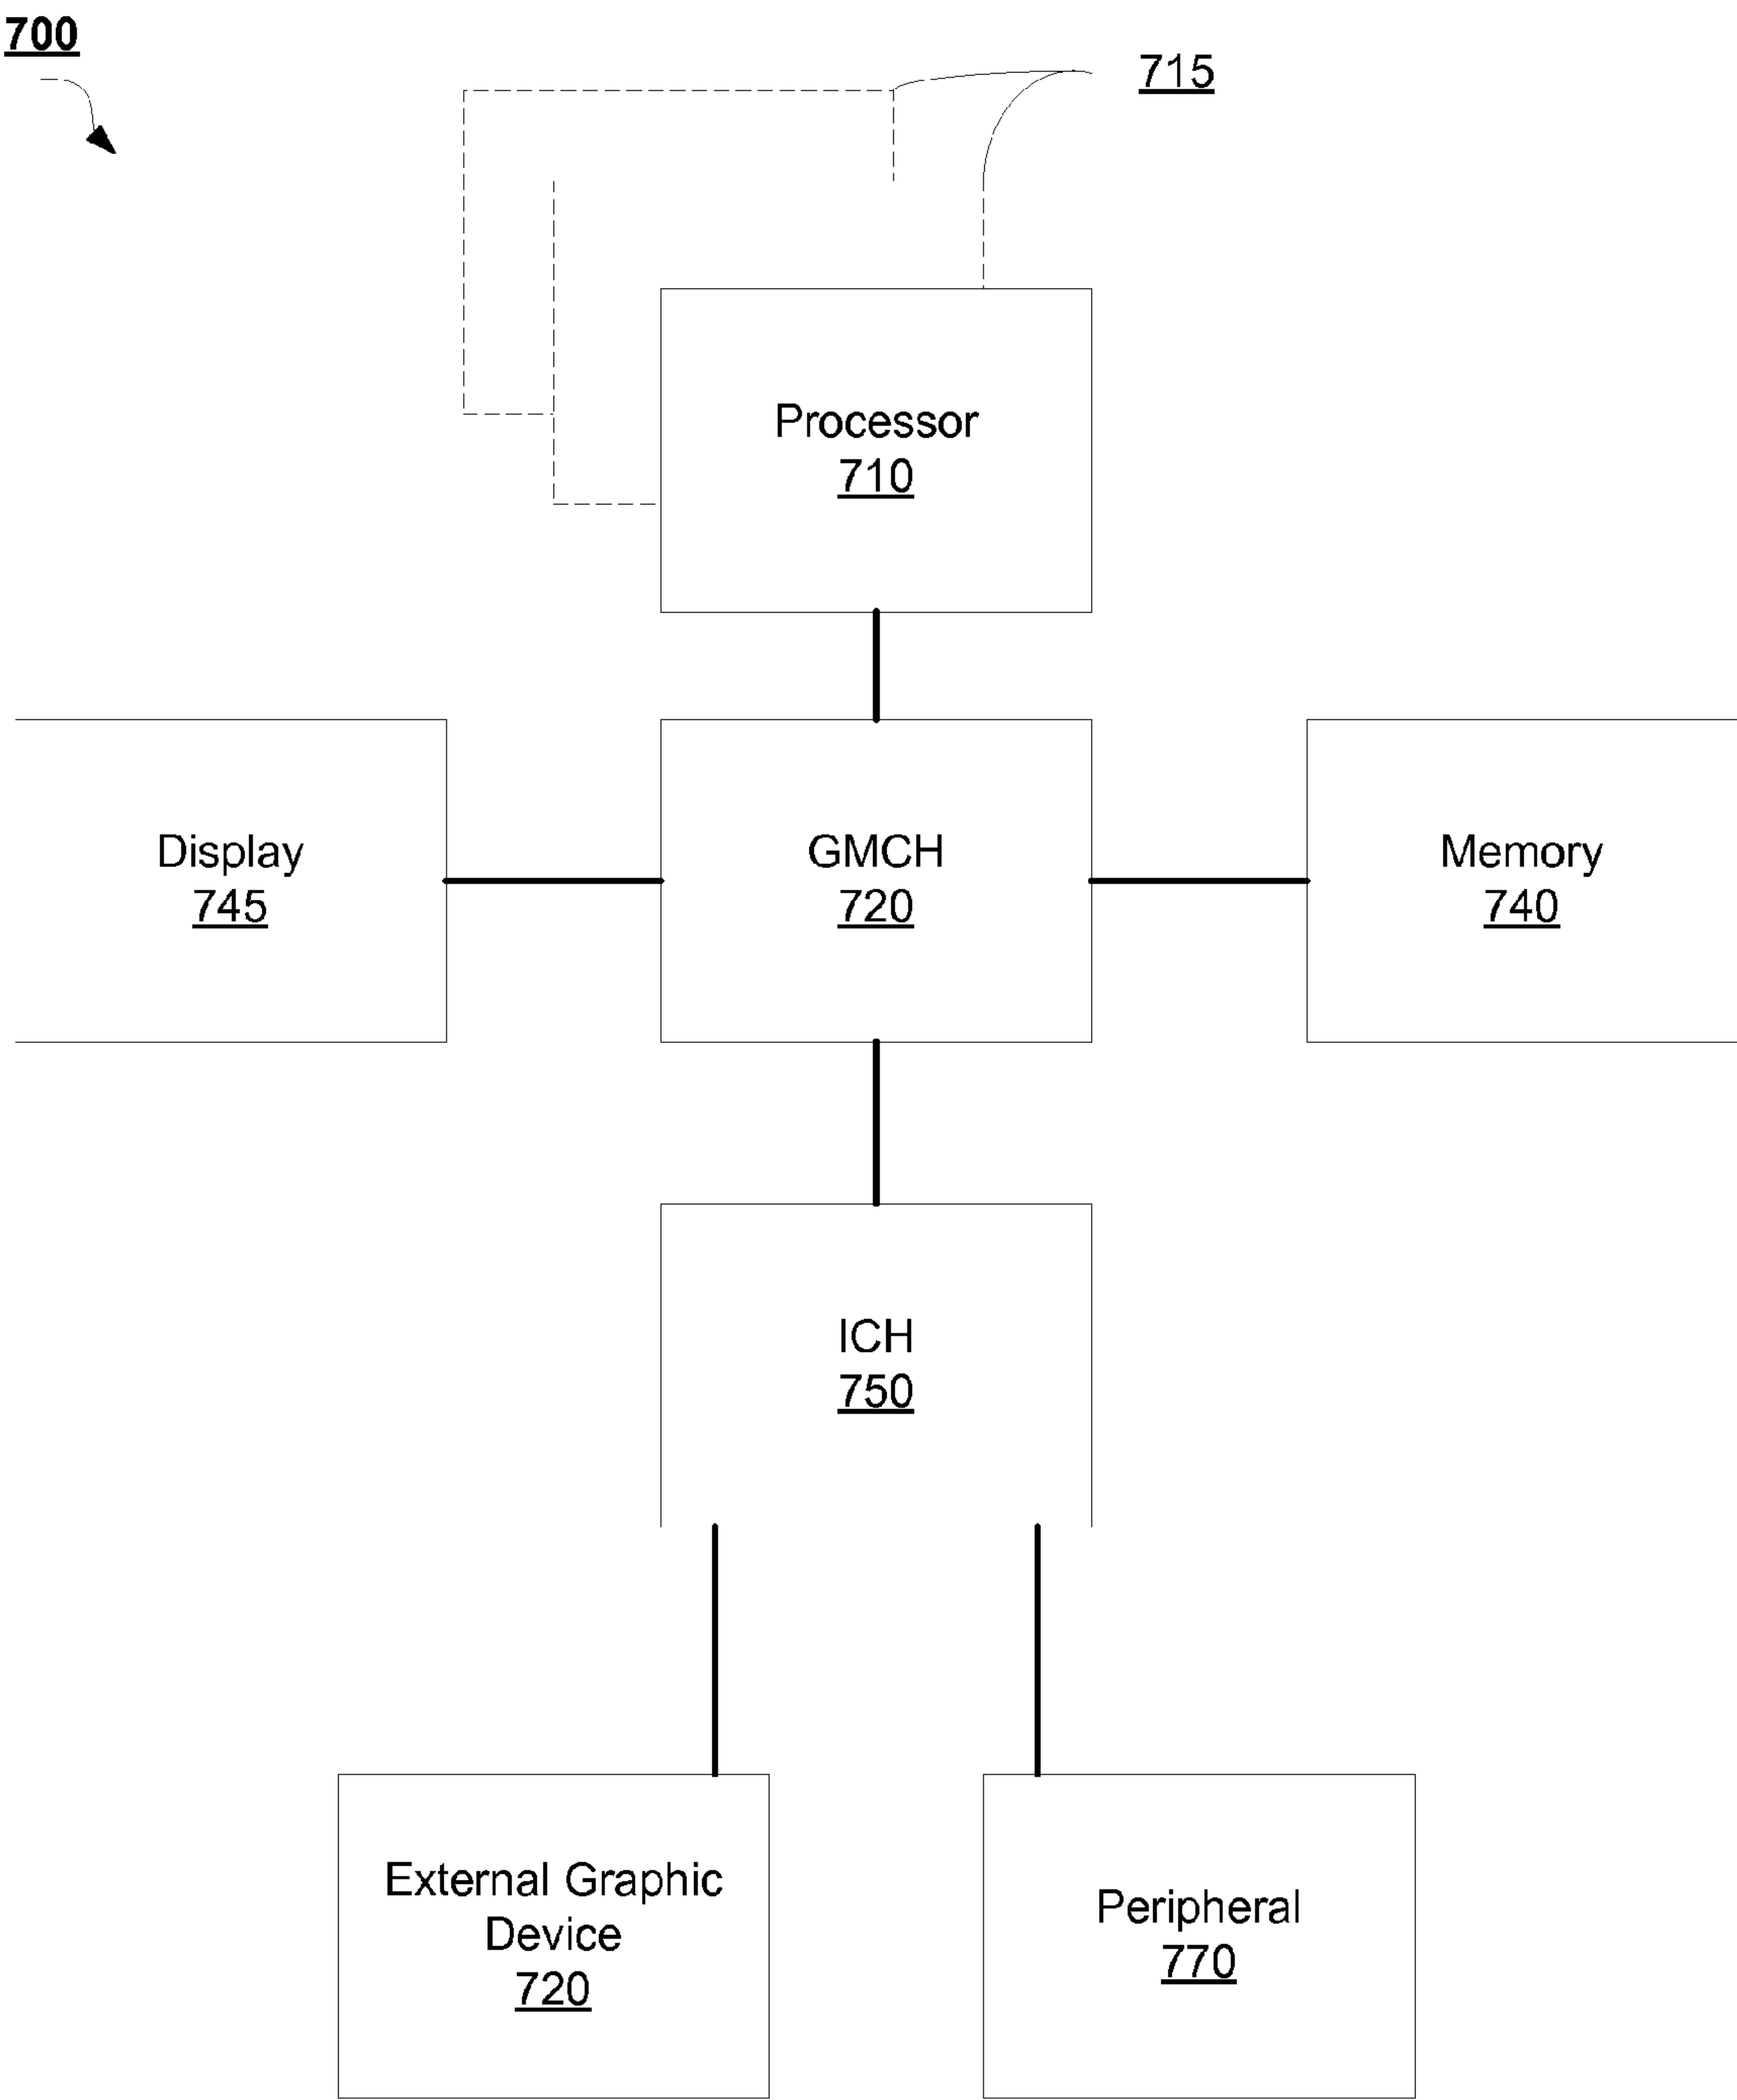 700
715
Processor
710
Display
745
GMCH
720
Memory
740
ICH
750
External Graphic
Device
720
Peripheral
770